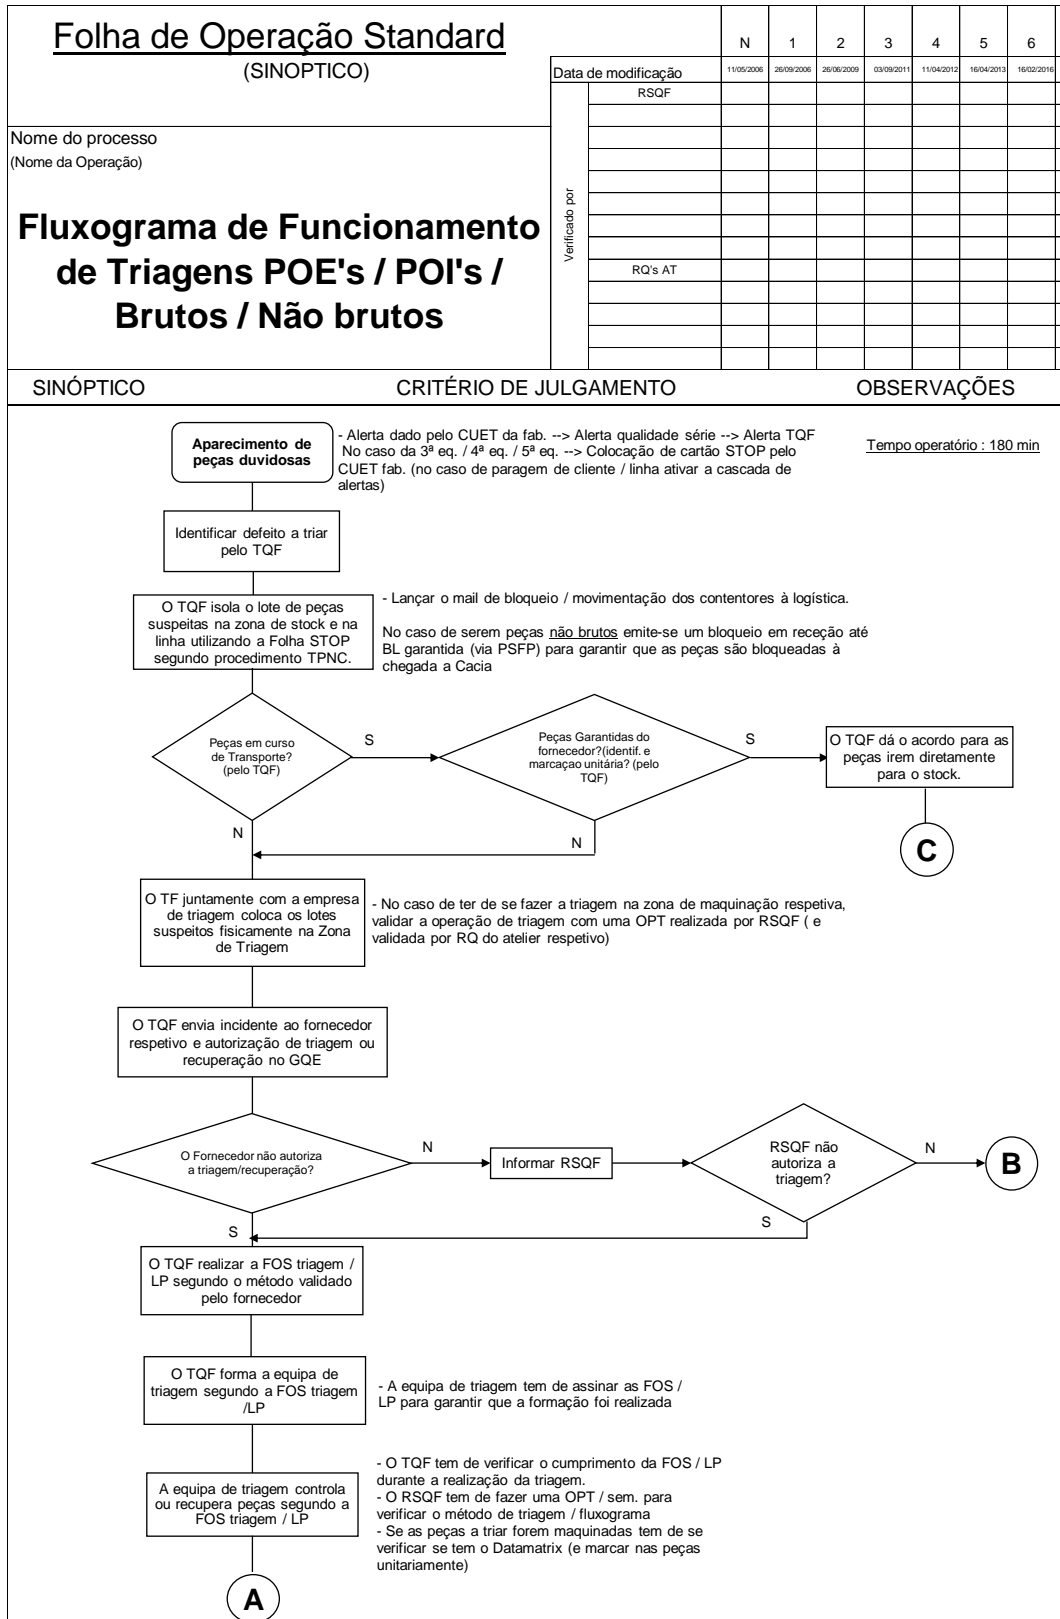 Folha de Operação Standard
(SINOPTICO)
N 1 2 3 4 5 6
Data de modificação 11/05/2006 26/09/2006 26/06/2009 03/09/2011 11/04/2012 16/04/2013 16/02/2016
RSQF
Verificado por
RQ's AT
Nome do processo
(Nome da Operação)
Fluxograma de Funcionamento
de Triagens POE's / POI's /
Brutos / Não brutos
SINÓPTICO CRITÉRIO DE JULGAMENTO OBSERVAÇÕES
Aparecimento de
peças duvidosas
- Alerta dado pelo CUET da fab. --> Alerta qualidade série --> Alerta TQF
No caso da 3ª eq. / 4ª eq. / 5ª eq. --> Colocação de cartão STOP pelo
CUET fab. (no caso de paragem de cliente / linha ativar a cascada de
alertas)
Tempo operatório : 180 min
Identificar defeito a triar
pelo TQF
O TQF isola o lote de peças
suspeitas na zona de stock e na
linha utilizando a Folha STOP
segundo procedimento TPNC.
- Lançar o mail de bloqueio / movimentação dos contentores à logística.
No caso de serem peças não brutos emite-se um bloqueio em receção até
BL garantida (via PSFP) para garantir que as peças são bloqueadas à
chegada a Cacia
Peças em curso
de Transporte?
(pelo TQF)
S
N
Peças Garantidas do
fornecedor?(identif. e
marcaçao unitária? (pelo
TQF)
S
N
O TQF dá o acordo para as
peças irem diretamente
para o stock.
C
O TF juntamente com a empresa
de triagem coloca os lotes
suspeitos fisicamente na Zona
de Triagem
- No caso de ter de se fazer a triagem na zona de maquinação respetiva,
validar a operação de triagem com uma OPT realizada por RSQF ( e
validada por RQ do atelier respetivo)
O TQF envia incidente ao fornecedor
respetivo e autorização de triagem ou
recuperação no GQE
O Fornecedor não autoriza
a triagem/recuperação?
N
S
Informar RSQF
RSQF não
autoriza a
triagem?
N
S
B
O TQF realizar a FOS triagem /
LP segundo o método validado
pelo fornecedor
O TQF forma a equipa de
triagem segundo a FOS triagem
/LP
- A equipa de triagem tem de assinar as FOS /
LP para garantir que a formação foi realizada
A equipa de triagem controla
ou recupera peças segundo a
FOS triagem / LP
- O TQF tem de verificar o cumprimento da FOS / LP
durante a realização da triagem.
- O RSQF tem de fazer uma OPT / sem. para
verificar o método de triagem / fluxograma
- Se as peças a triar forem maquinadas tem de se
verificar se tem o Datamatrix (e marcar nas peças
unitariamente)
A